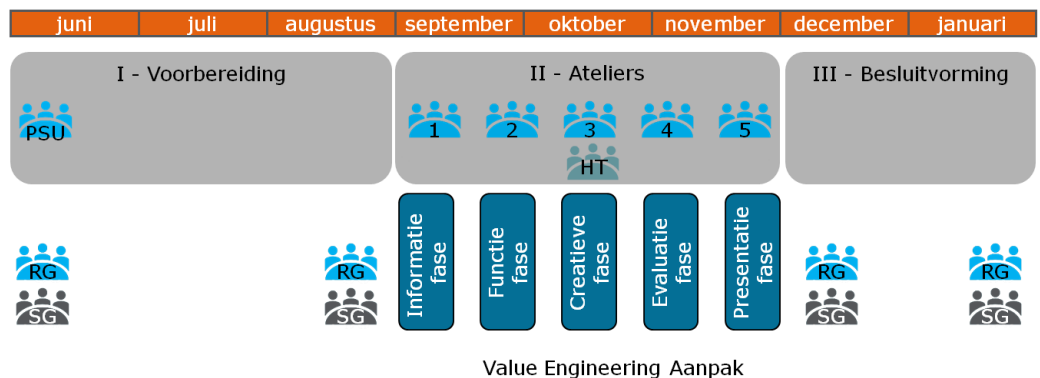 juni juli augustus september oktober november december januari
I - Voorbereiding II - Ateliers III - Besluitvorming
PSU 1 2 3 4 5
HT
Informatie fase
Functie fase
Creatieve fase
Evaluatie fase
Presentatie fase
RG RG RG RG
SG SG SG SG
Value Engineering Aanpak